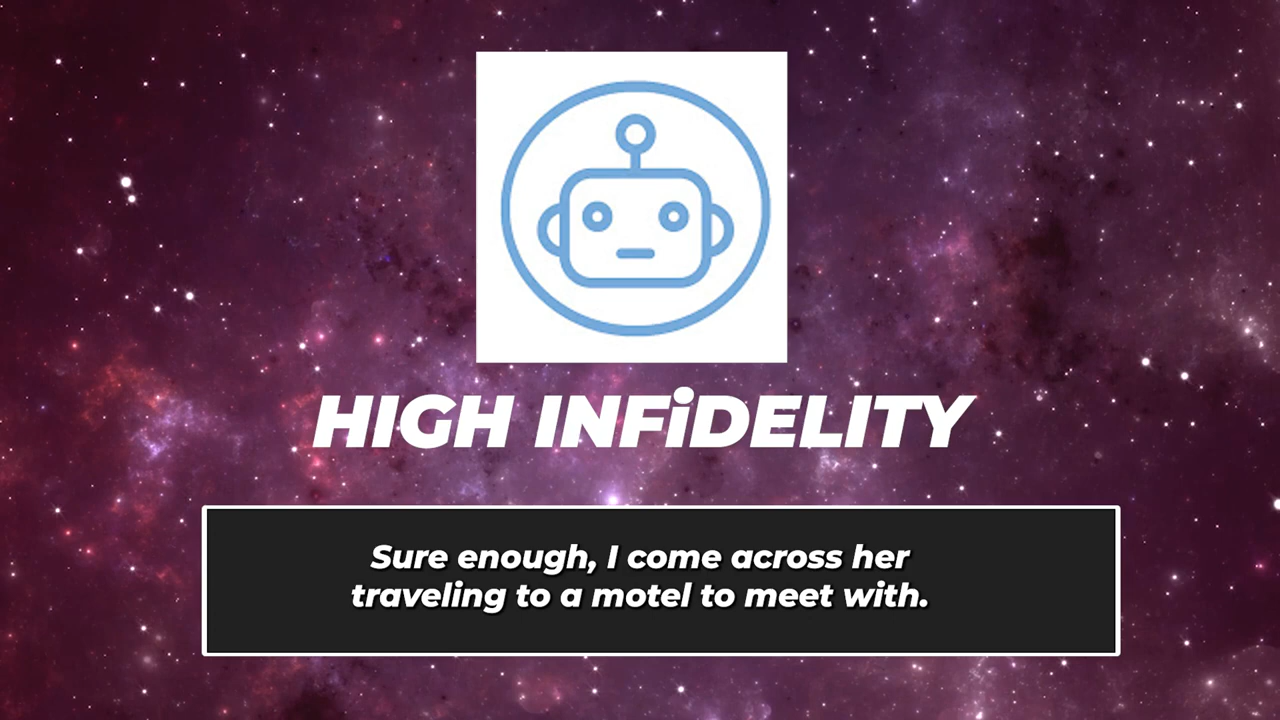 HIGH INFiDELITY
Sure enough, I come across her
traveling to a motel to meet with.